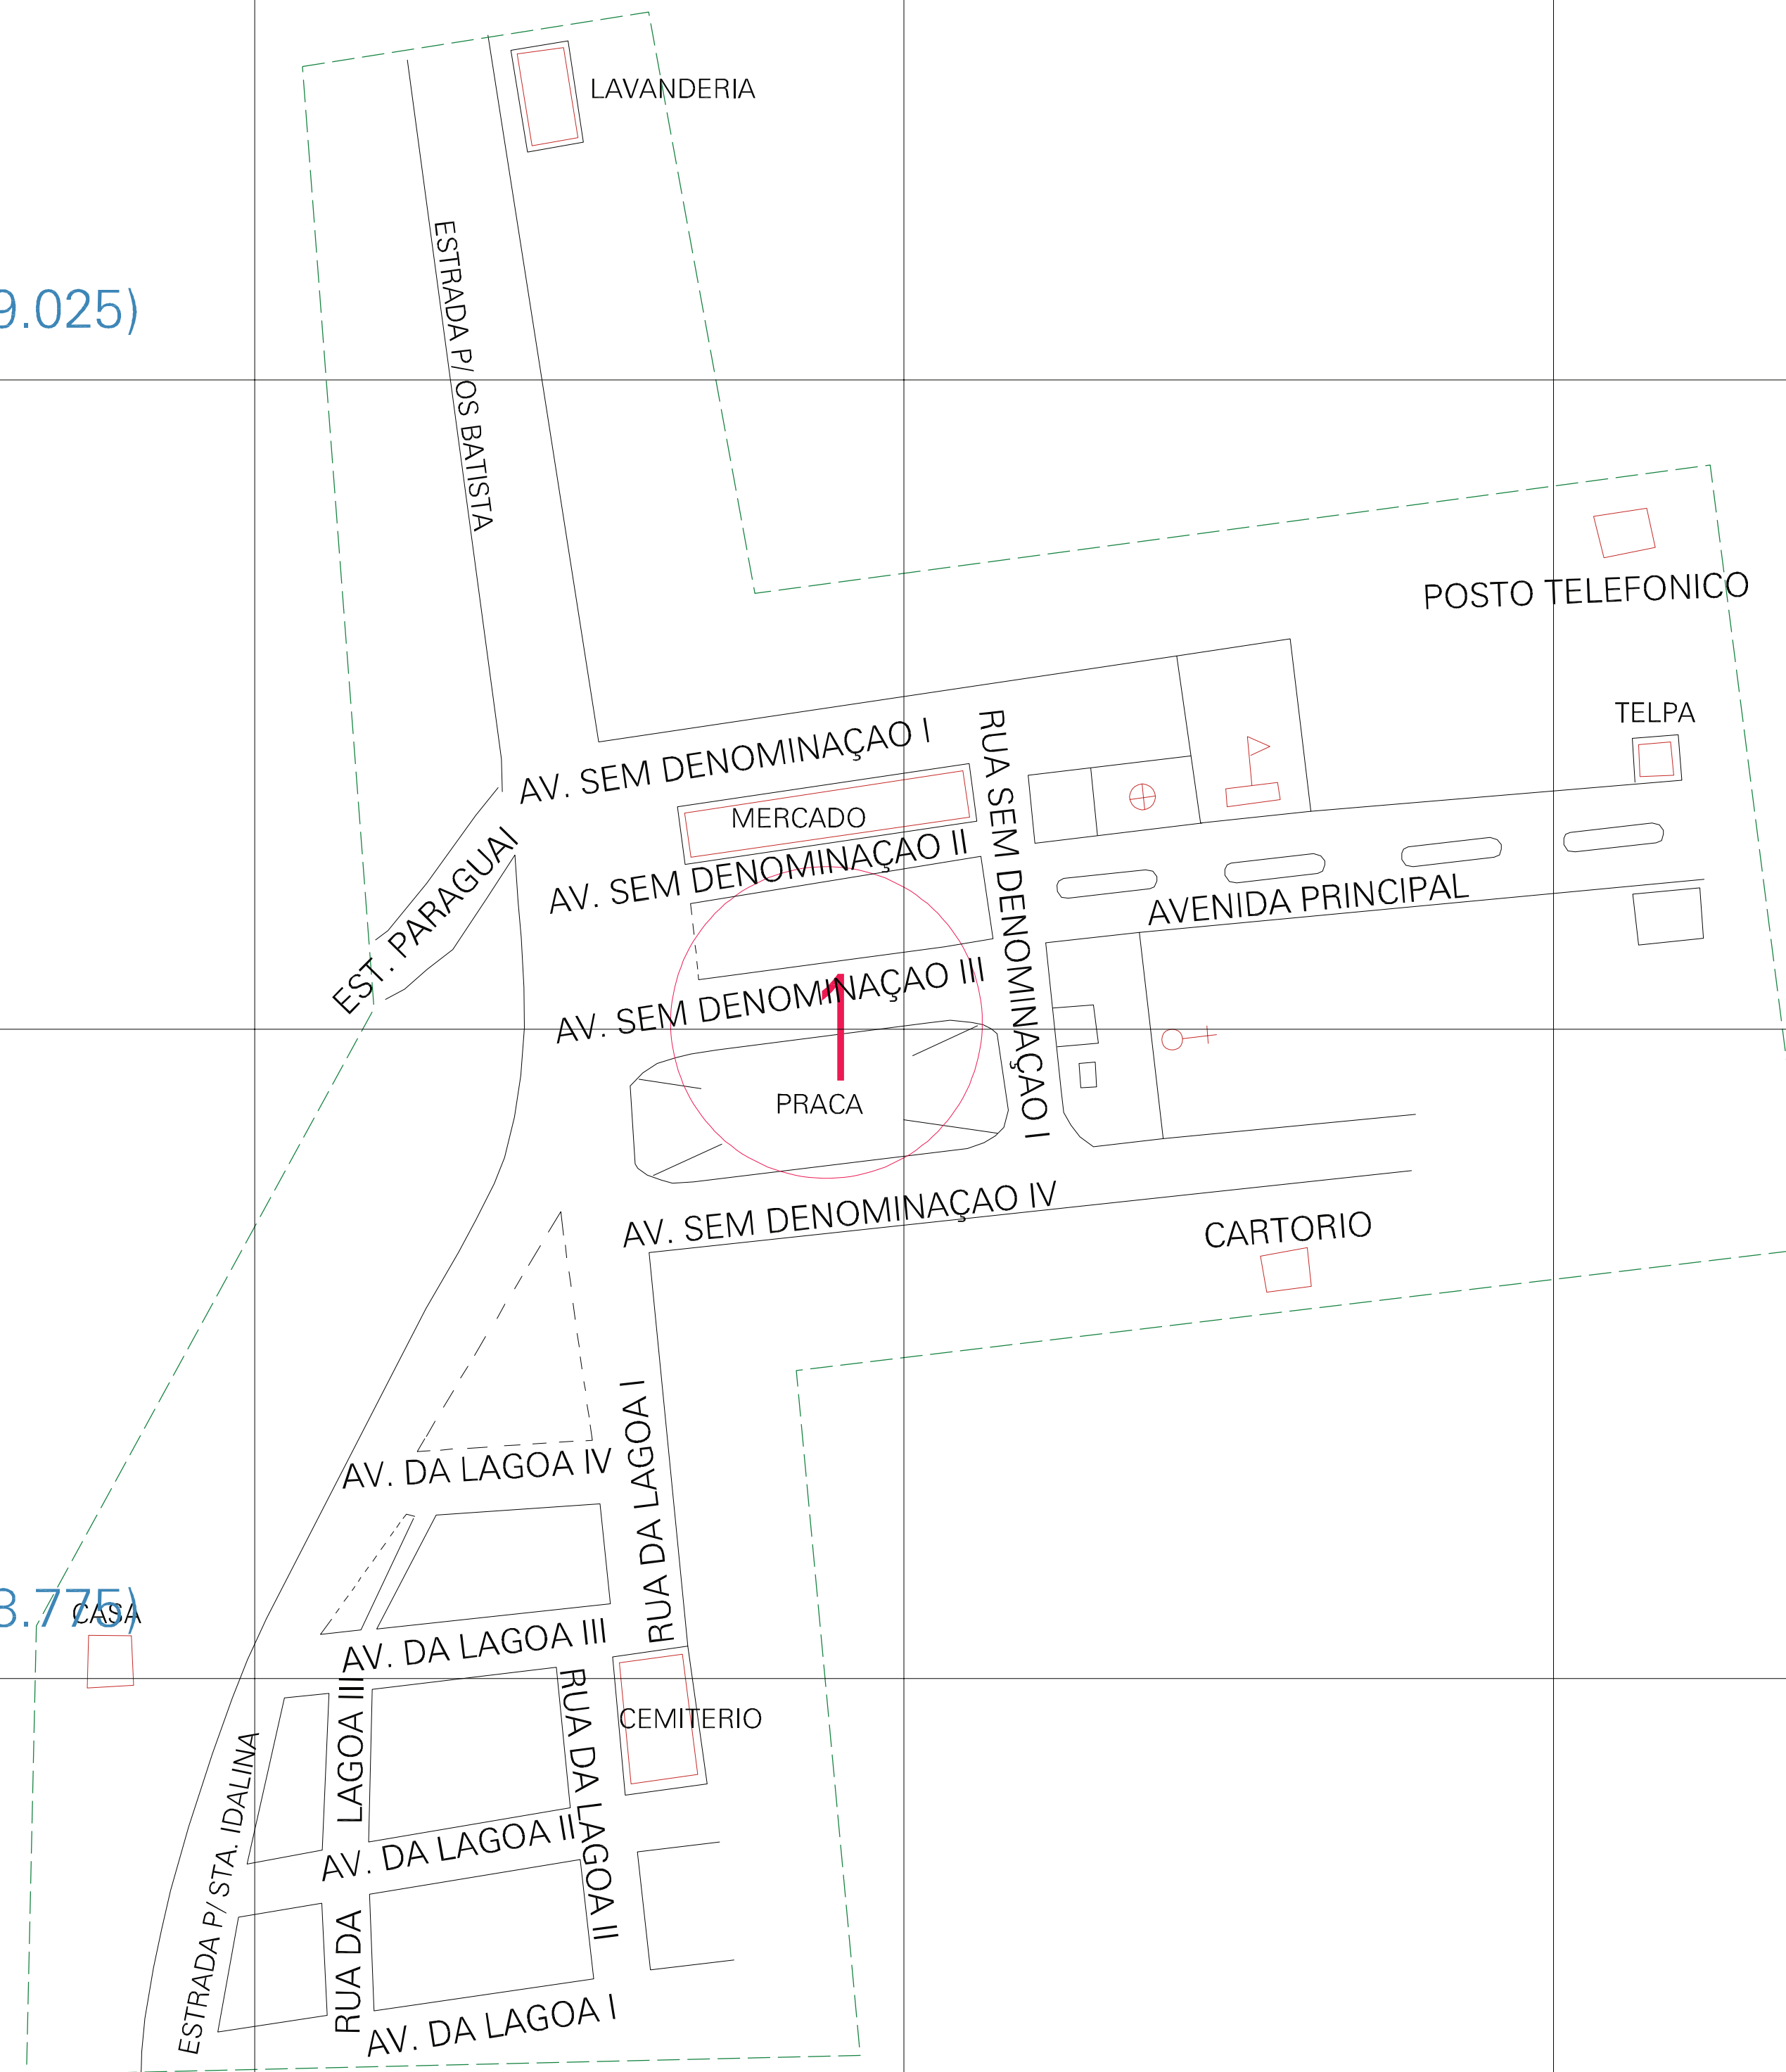 LAVANDERIA
ESTRADA P/ OS BATISTA
9.025)
POSTO TELEFONICO
TELPA
AV. SEM DENOMINAÇAO I
RUA SEM DENOMINAÇAO I
MERCADO
AV. SEM DENOMINAÇAO II
EST. PARAGUAI
AVENIDA PRINCIPAL
AV. SEM DENOMINAÇAO III
1
PRACA
AV. SEM DENOMINAÇAO IV
CARTORIO
RUA DA LAGOA I
AV. DA LAGOA IV
8.775)
CASA
AV. DA LAGOA III
RUA DA LAGOA III
RUA DA LAGOA II
CEMITERIO
ESTRADA P/ STA. IDALINA
AV. DA LAGOA II
AV. DA LAGOA I